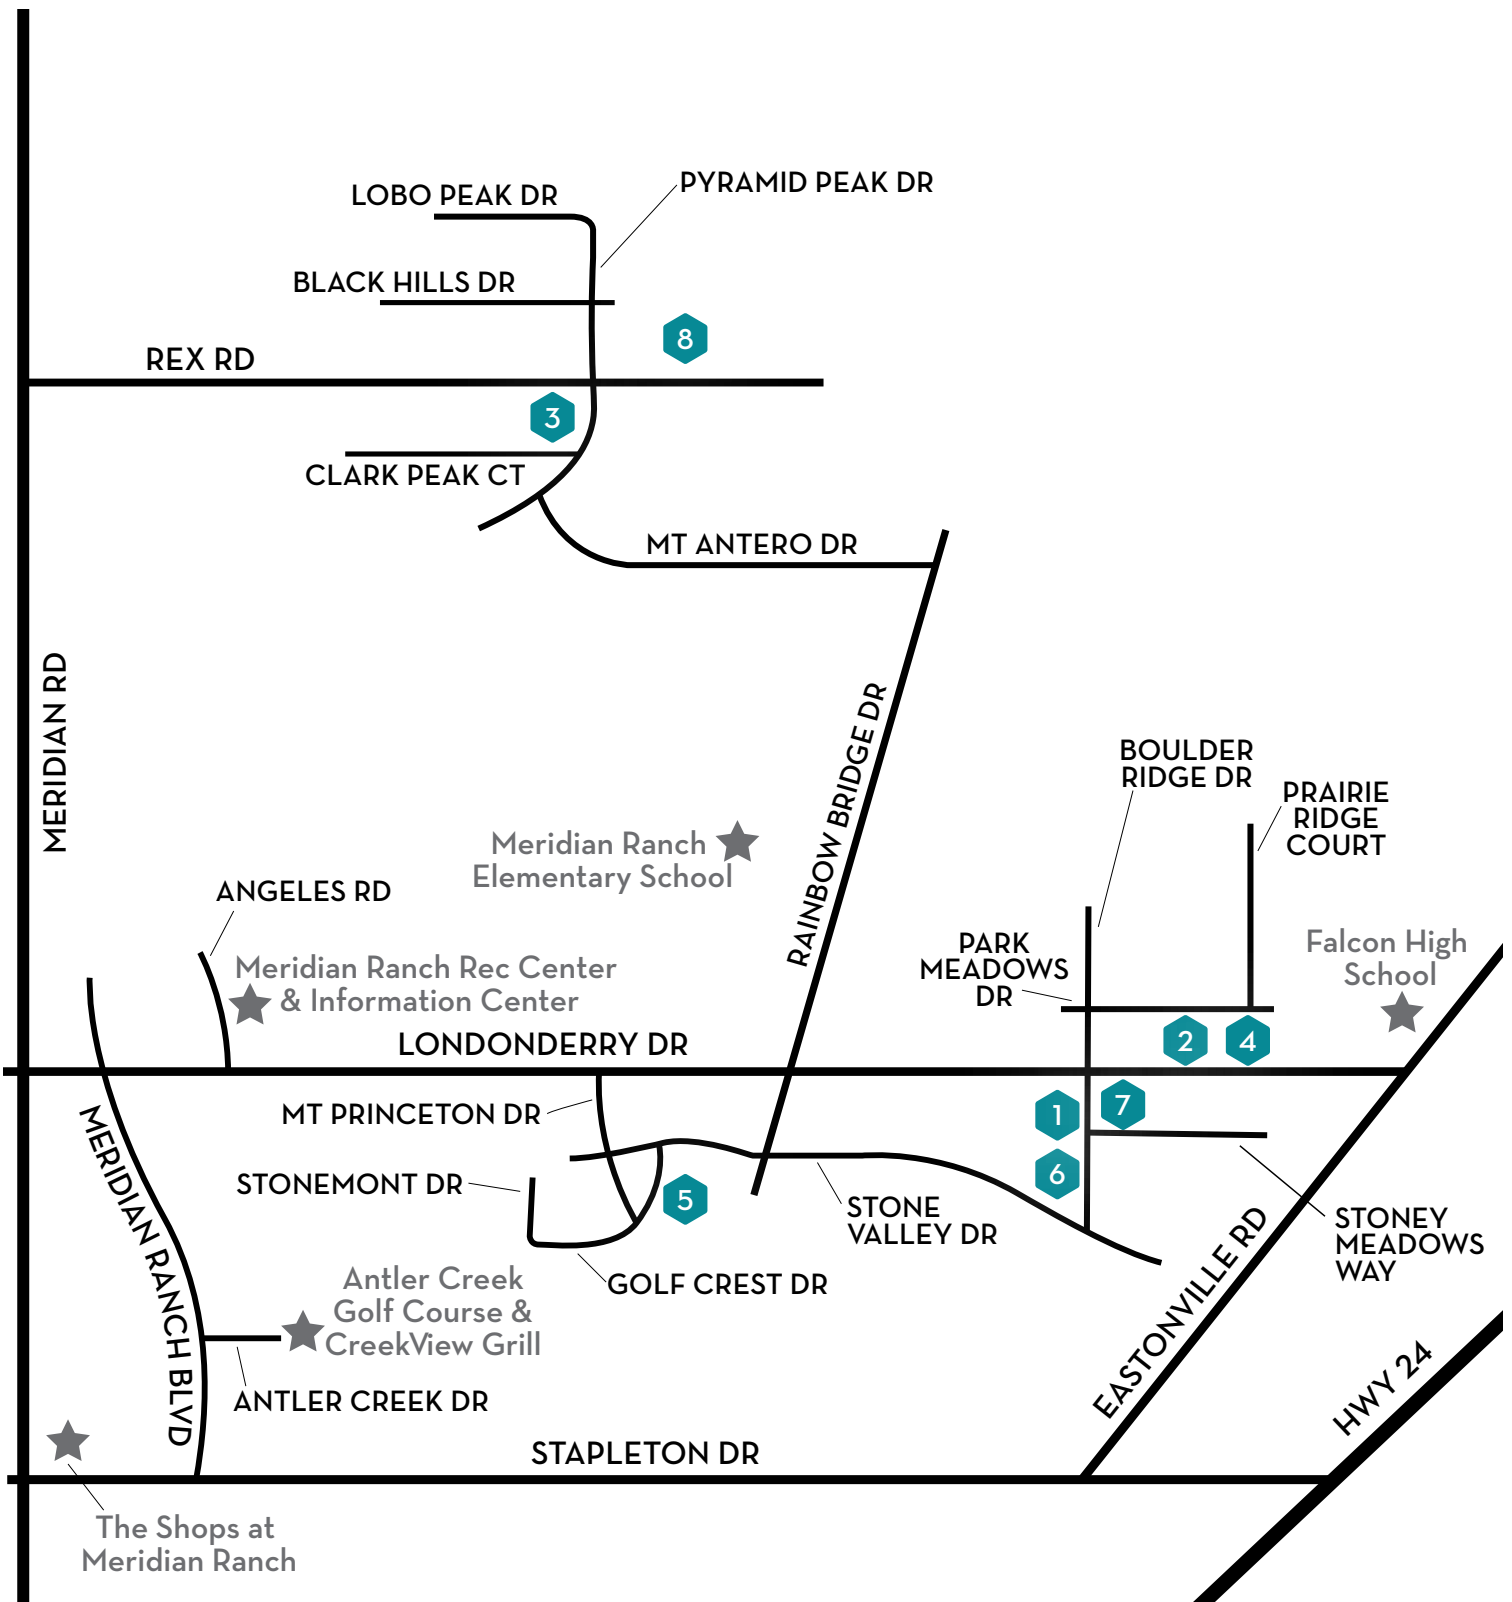 PYRAMID PEAK DR
LOBO PEAK DR
BLACK HILLS DR
8
REX RD
3
CLARK PEAK CT
MT ANTERO DR
MERIDIAN RD
RAINBOW BRIDGE DR
BOULDER
RIDGE DR
PRAIRIE
RIDGE
COURT
Meridian Ranch
Elementary School
ANGELES RD
PARK
MEADOWS
DR
Falcon High
School
Meridian Ranch Rec Center
& Information Center
LONDONDERRY DR
2
4
MT PRINCETON DR
1
7
MERIDIAN RANCH BLVD
STONEMONT DR
5
6
STONE
VALLEY DR
STONEY
MEADOWS
WAY
EASTONVILLE RD
GOLF CREST DR
Antler Creek
Golf Course &
CreekView Grill
ANTLER CREEK DR
HWY 24
STAPLETON DR
The Shops at
Meridian Ranch